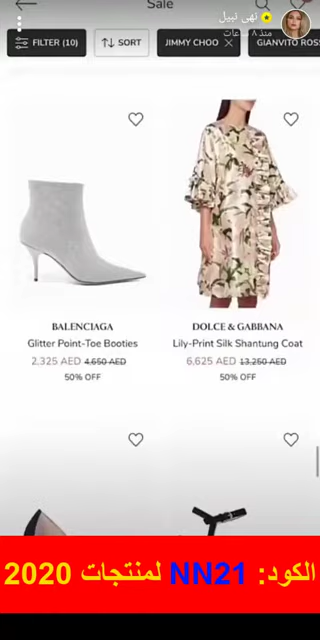 Sale
نهى نبيل
منذ ٨ ساعات
FILTER (10)
SORT
JIMMY CHOO
GIANVITO ROSS
BALENCIAGA
Glitter Point-Toe Booties
2,325 AED 4,650 AED
50% OFF
DOLCE & GABBANA
Lily-Print Silk Shantung Coat
6,625 AED 13,250 AED
50% OFF
الكود: NN21 لمنتجات 2020